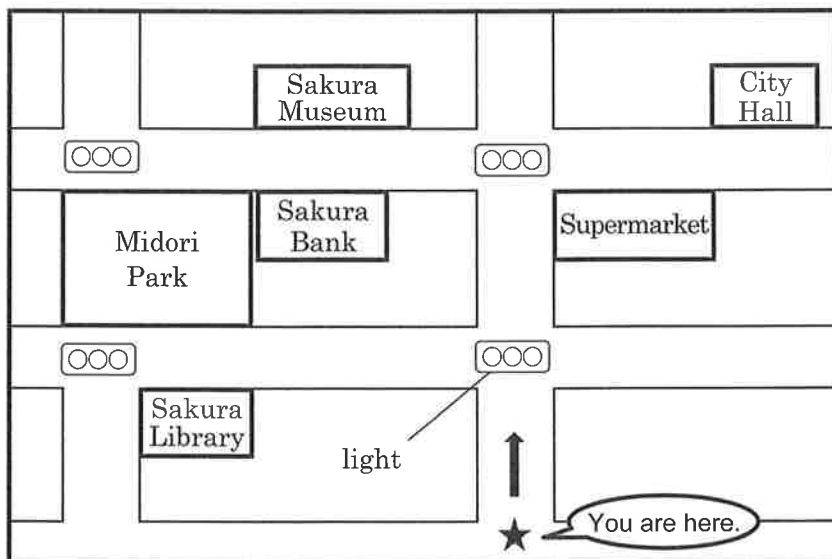 Sakura
Museum
City
Hall
Midori
Park
Sakura
Bank
Supermarket
Sakura
Library
light
You are here.